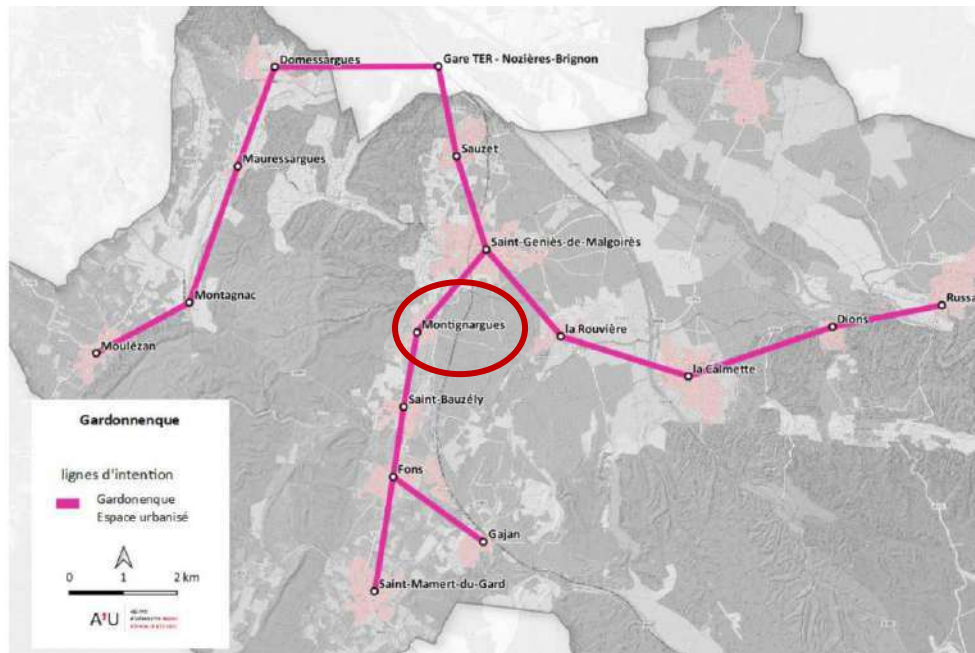 Domessargues
Gare TER - Nozières-Brignon
Mauressargues
Sauzet
Saint-Geniès-de-Malgoirès
Montagnac
Montignargues
la Rouvière
Dions
Russa
Moulézan
la Calmette
Saint-Bauzély
Fons
Gajan
Saint-Mamert-du-Gard
Gardonnenque
lignes d'intention
Gardonenque
Espace urbanisé
0 1 2 km
A'U